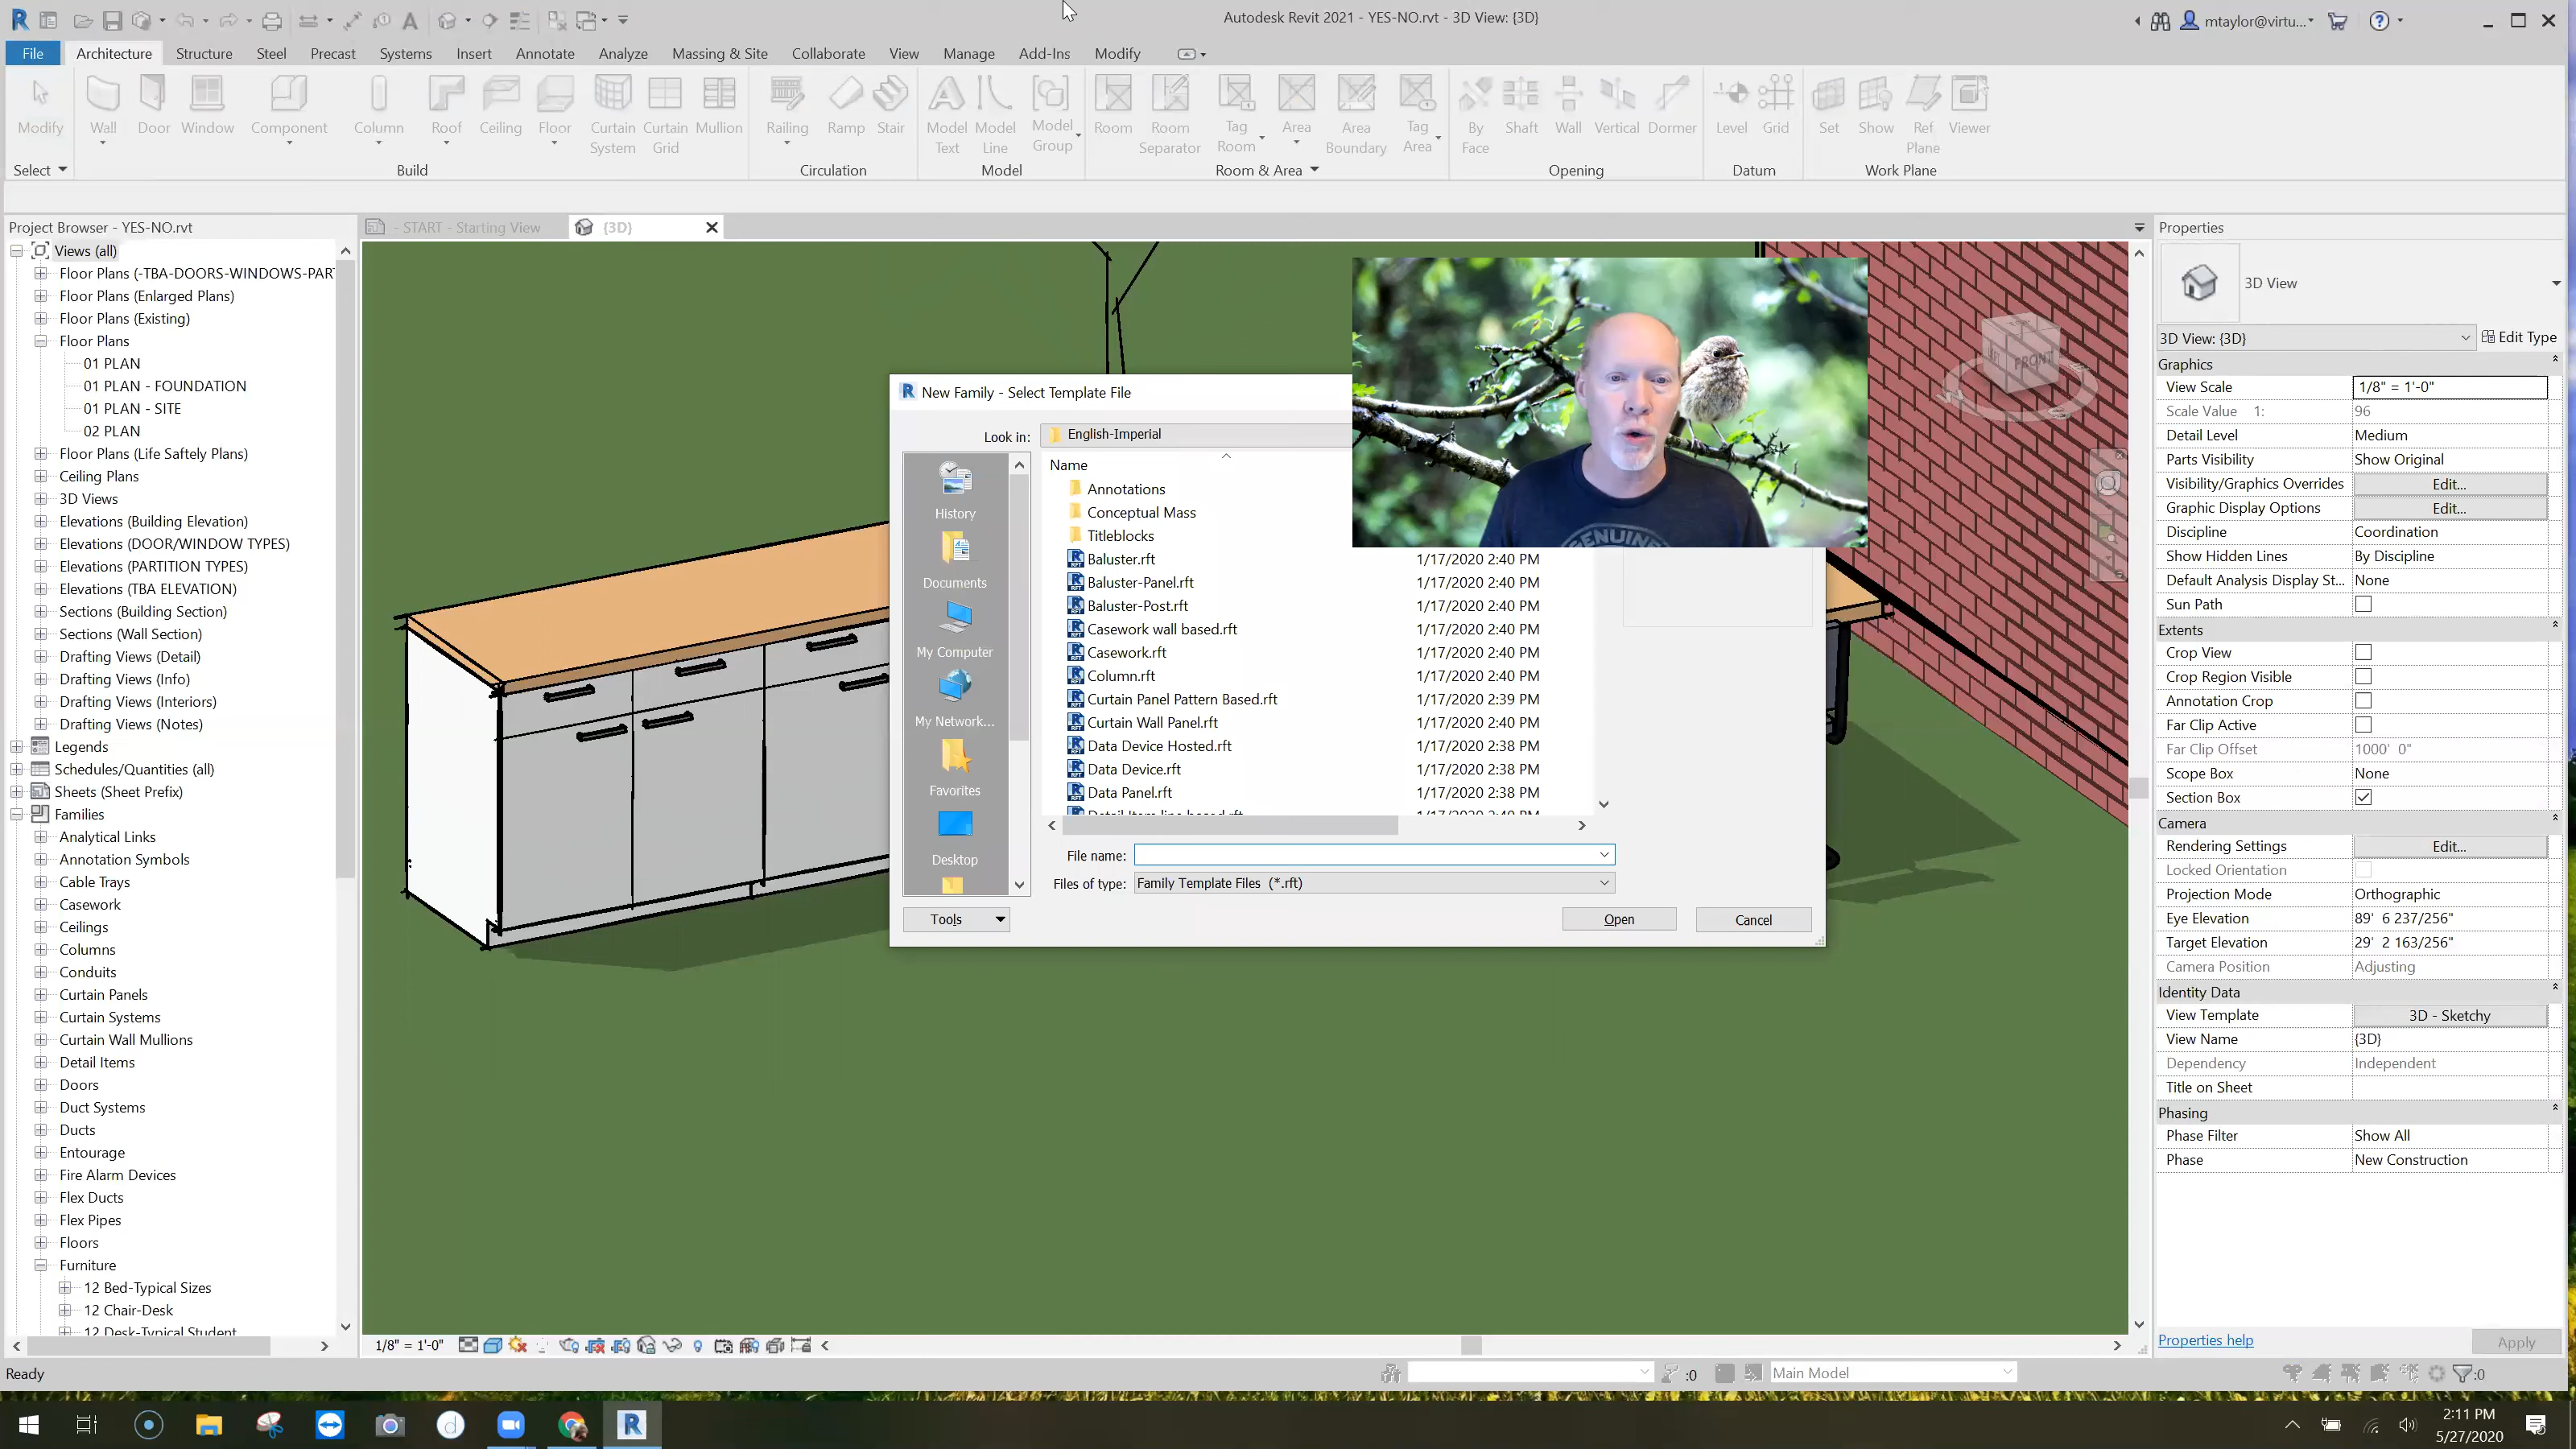 Autodesk Revit 2021 - YES-NO.rvt - 3D View: {3D}
mtaylor@virtu...
File Architecture Structure Steel Precast Systems Insert Annotate Analyze Massing & Site Collaborate View Manage Add-Ins Modify
Modify Wall Door Window Component Column Roof Ceiling Floor Curtain System Curtain Grid Mullion Railing Ramp Stair Model Text Model Line Model Group Room Room Separator Tag Room Area Area Boundary Tag Area By Face Shaft Wall Vertical Dormer Level Grid Set Show Ref Plane Viewer
Select Build Circulation Model Room & Area Opening Datum Work Plane
Project Browser - YES-NO.rvt
Views (all)
Floor Plans (-TBA-DOORS-WINDOWS-PAR
Floor Plans (Enlarged Plans)
Floor Plans (Existing)
Floor Plans
01 PLAN
01 PLAN - FOUNDATION
01 PLAN - SITE
02 PLAN
Floor Plans (Life Saftely Plans)
Ceiling Plans
3D Views
Elevations (Building Elevation)
Elevations (DOOR/WINDOW TYPES)
Elevations (PARTITION TYPES)
Elevations (TBA ELEVATION)
Sections (Building Section)
Sections (Wall Section)
Drafting Views (Detail)
Drafting Views (Info)
Drafting Views (Interiors)
Drafting Views (Notes)
Legends
Schedules/Quantities (all)
Sheets (Sheet Prefix)
Families
Analytical Links
Annotation Symbols
Cable Trays
Casework
Ceilings
Columns
Conduits
Curtain Panels
Curtain Systems
Curtain Wall Mullions
Detail Items
Doors
Duct Systems
Ducts
Entourage
Fire Alarm Devices
Flex Ducts
Flex Pipes
Floors
Furniture
12 Bed-Typical Sizes
12 Chair-Desk
12 Desk-Typical Student
- START - Starting View
{3D}
FRONT
GENUINE
New Family - Select Template File
Look in: English-Imperial
History
Documents
My Computer
My Network...
Favorites
Desktop
Name
Annotations
Conceptual Mass
Titleblocks
Baluster.rft 1/17/2020 2:40 PM
Baluster-Panel.rft 1/17/2020 2:40 PM
Baluster-Post.rft 1/17/2020 2:40 PM
Casework wall based.rft 1/17/2020 2:40 PM
Casework.rft 1/17/2020 2:40 PM
Column.rft 1/17/2020 2:40 PM
Curtain Panel Pattern Based.rft 1/17/2020 2:39 PM
Curtain Wall Panel.rft 1/17/2020 2:40 PM
Data Device Hosted.rft 1/17/2020 2:38 PM
Data Device.rft 1/17/2020 2:38 PM
Data Panel.rft 1/17/2020 2:38 PM
Detail Item line based.rft 1/17/2020 2:40 PM
File name:
Files of type: Family Template Files (*.rft)
Tools Open Cancel
Properties
3D View
3D View: {3D} Edit Type
Graphics
View Scale 1/8" = 1'-0"
Scale Value 1: 96
Detail Level Medium
Parts Visibility Show Original
Visibility/Graphics Overrides Edit...
Graphic Display Options Edit...
Discipline Coordination
Show Hidden Lines By Discipline
Default Analysis Display St... None
Sun Path
Extents
Crop View
Crop Region Visible
Annotation Crop
Far Clip Active
Far Clip Offset 1000' 0"
Scope Box None
Section Box
Camera
Rendering Settings Edit...
Locked Orientation
Projection Mode Orthographic
Eye Elevation 89' 6 237/256"
Target Elevation 29' 2 163/256"
Camera Position Adjusting
Identity Data
View Template 3D - Sketchy
View Name {3D}
Dependency Independent
Title on Sheet
Phasing
Phase Filter Show All
Phase New Construction
Properties help Apply
1/8" = 1'-0"
Ready :0 Main Model :0
2:11 PM
5/27/2020